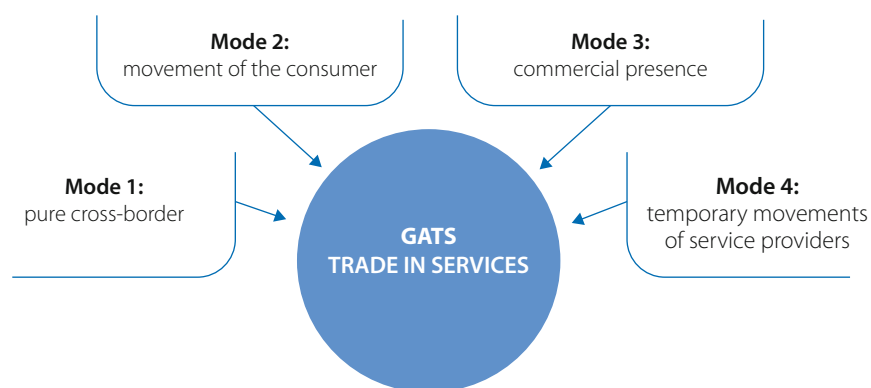 Mode 2:
movement of the consumer
Mode 3:
commercial presence
Mode 1:
pure cross-border
Mode 4:
temporary movements
of service providers
GATS
TRADE IN SERVICES